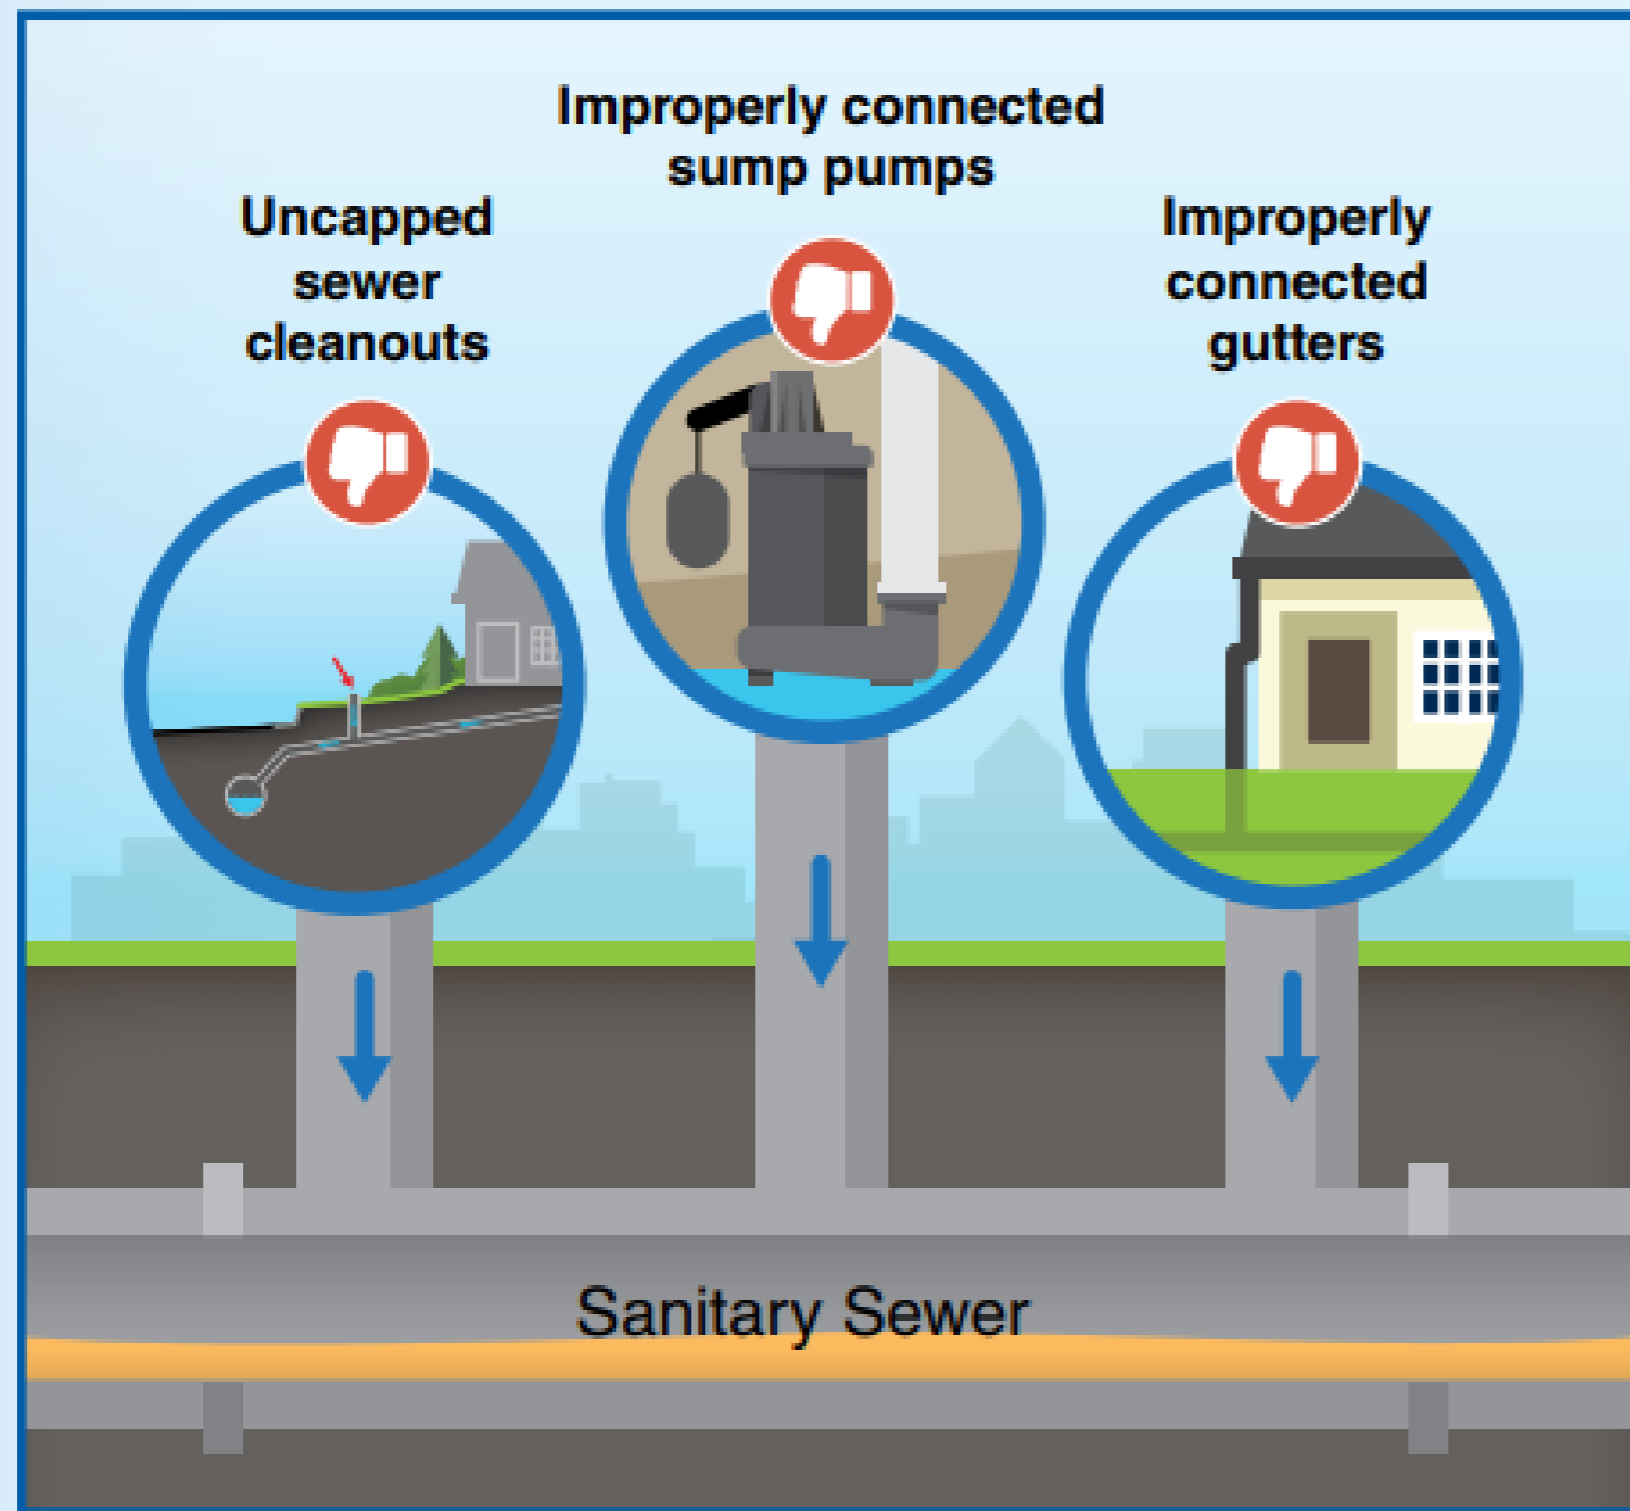 Improperly connected
sump pumps
Uncapped
sewer
cleanouts
Improperly
connected
gutters
Sanitary Sewer